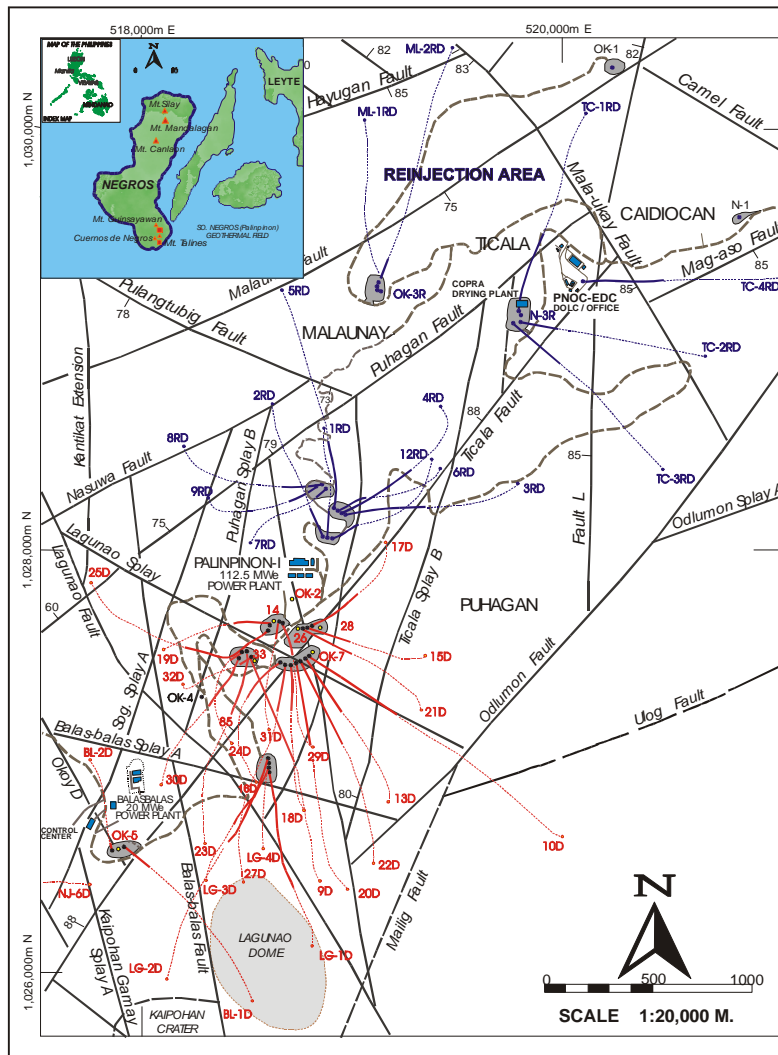 518,000m E
520,000m E
MAP OF THE PHILIPPINES
LUZON
Manila
VISAYAS
MINDANAO
INDEX MAP
N
LEYTE
Mt.Silay
Mt. Mandalagan
Mt. Canlaon
NEGROS
Mt. Guinsayawan
Cuernos de Negros
Mt. Talines
SO. NEGROS (Palinpinon)
GEOTHERMAL FIELD
1,030,000m N
1,028,000m N
1,026,000m N
82
ML-2RD
83
OK-1
82
Hayugan Fault
85
Camel Fault
ML-1RD
TC-1RD
REINJECTION AREA
Mala-ukay Fault
75
N-1
CAIDIOCAN
TICALA
Mag-aso Fault
85
5RD
OK-3R
COPRA
DRYING PLANT
PNOC-EDC
DOLC / OFFICE
85
TC-4RD
Pulangtubig Fault
78
MALAUNAY
N-3R
Puhagan Fault
TC-2RD
Kantikat Extension
2RD
73
4RD
88
Ticala Fault
1RD
8RD
79
12RD
6RD
85
Nasuwa Fault
9RD
3RD
TC-3RD
Puhagan Splay B
75
Odlumon Splay A
Fault L
Lagunao Splay
7RD
17D
PALINPINON-I
112.5 MWe
POWER PLANT
Lagunao Fault
25D
OK-2
Ticala Splay B
PUHAGAN
60
14
28
26
19D
33
OK-7
15D
32D
OK-4
Odlumon Fault
Sog. Splay A
21D
Ulog Fault
85
31D
Balas-balas Splay A
24D
29D
BL-2D
Okoy D
30D
18D
80
13D
BALASBALAS
20 MWe
POWER PLANT
18D
CONTROL
CENTER
OK-5
10D
23D
LG-4D
22D
NJ-6D
LG-3D
27D
9D
20D
Balas-balas Fault
Mailig Fault
88
Kaipohan Gamay
Splay A
LAGUNAO
DOME
LG-1D
N
LG-2D
BL-1D
KAIPOHAN
CRATER
0 500 1000
SCALE 1:20,000 M.